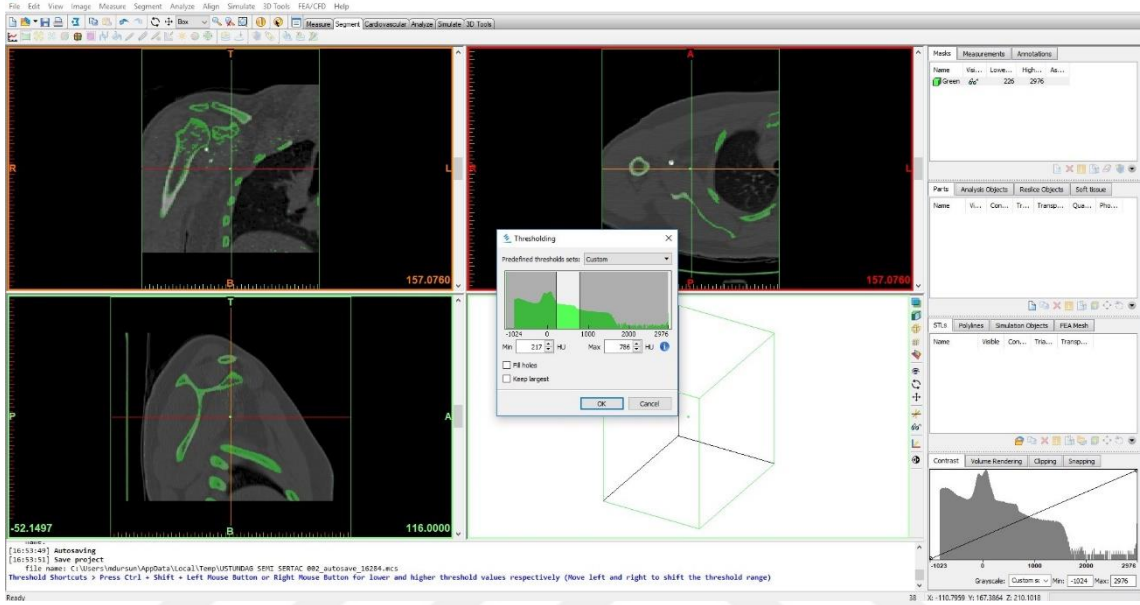 File Edit View Image Measure Segment Analyze Align Simulate 3D Tools FEA/CFD Help
Box Measure Segment Cardiovascular Analyze Simulate 3D Tools
T
R
L
B
157.0760
A
L
P
157.0760
T
P
A
B
-52.1497
116.0000
Thresholding
Predefined thresholds sets: Custom
-1024 0 1000 2000 2976
Min 217 HU Max 786 HU
Fill holes
Keep largest
OK Cancel
Masks Measurements Annotations
Name Visi... Lowe... High... As...
Green 226 2976
Parts Analysis Objects Reslice Objects Soft tissue
Name Vi... Con... Tr... Transp... Qua... Pho...
STLs Polylines Simulation Objects FEA Mesh
Name Visible Con... Tria... Transp...
Contrast Volume Rendering Clipping Snapping
-1023 0 1000 2000 2976
Grayscale: Custom sc Min: -1024 Max: 2976
name.
[16:53:49] Autosaving
[16:53:51] Save project
file name: C:\Users\mdursun\AppData\Local\Temp\USTUNDAG SEMI SERTAC 002_autosave_16284.mcs
Threshold Shortcuts > Press Ctrl + Shift + Left Mouse Button or Right Mouse Button for lower and higher threshold values respectively (Move left and right to shift the threshold range)
Ready
38 X: -110.7959 Y: 167.3864 Z: 210.1018